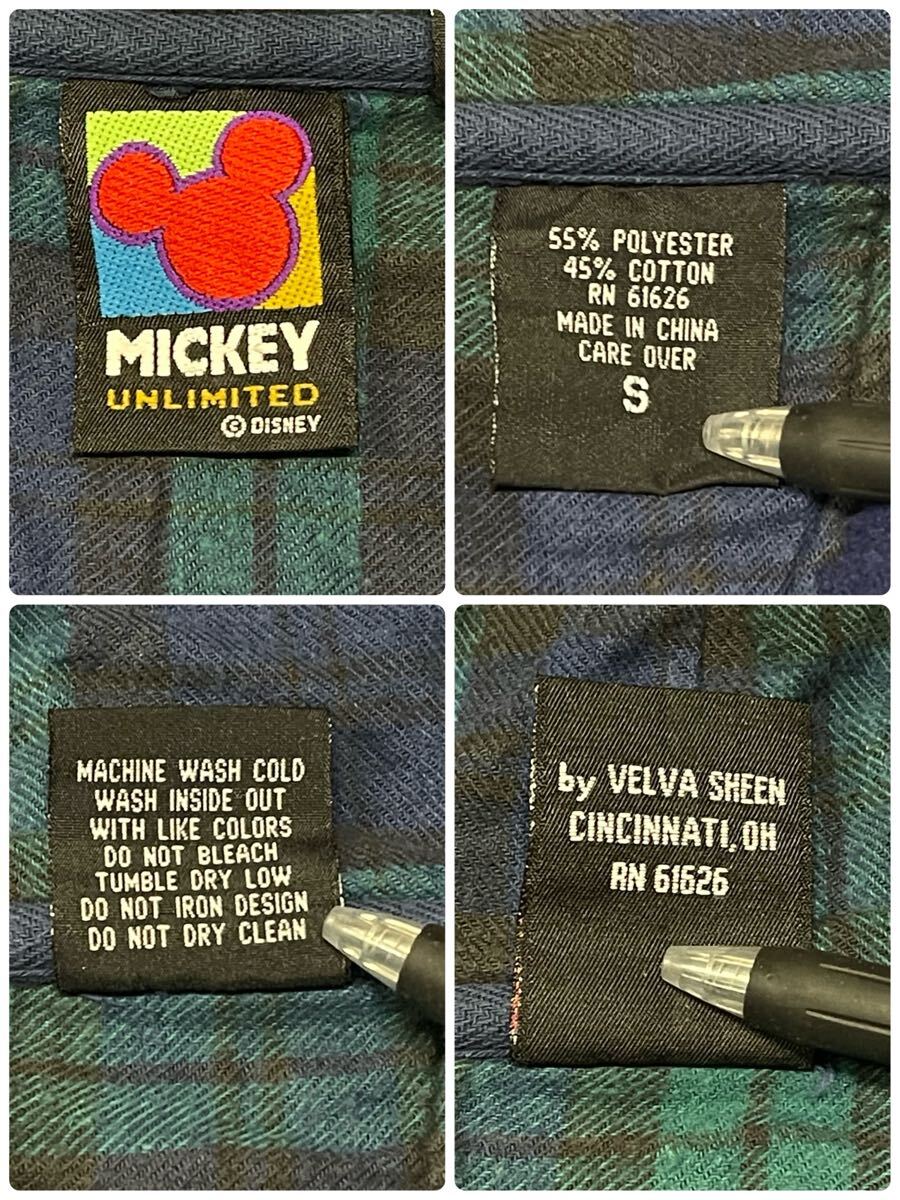 MICKEY
UNLIMITED
© DISNEY
55% POLYESTER
45% COTTON
RN 61626
MADE IN CHINA
CARE OVER
S
MACHINE WASH COLD
WASH INSIDE OUT
WITH LIKE COLORS
DO NOT BLEACH
TUMBLE DRY LOW
DO NOT IRON DESIGN
DO NOT DRY CLEAN
by VELVA SHEEN
CINCINNATI, OH
RN 61626